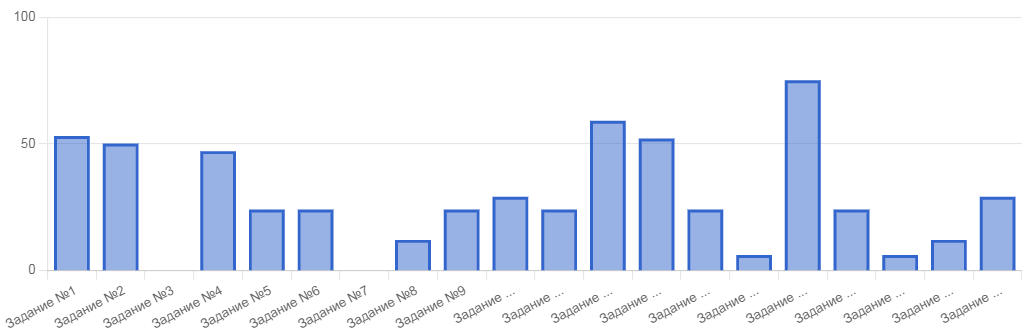 100
50
0
Задание №1
Задание №2
Задание №3
Задание №4
Задание №5
Задание №6
Задание №7
Задание №8
Задание №9
Задание ...
Задание ...
Задание ...
Задание ...
Задание ...
Задание ...
Задание ...
Задание ...
Задание ...
Задание ...
Задание ...